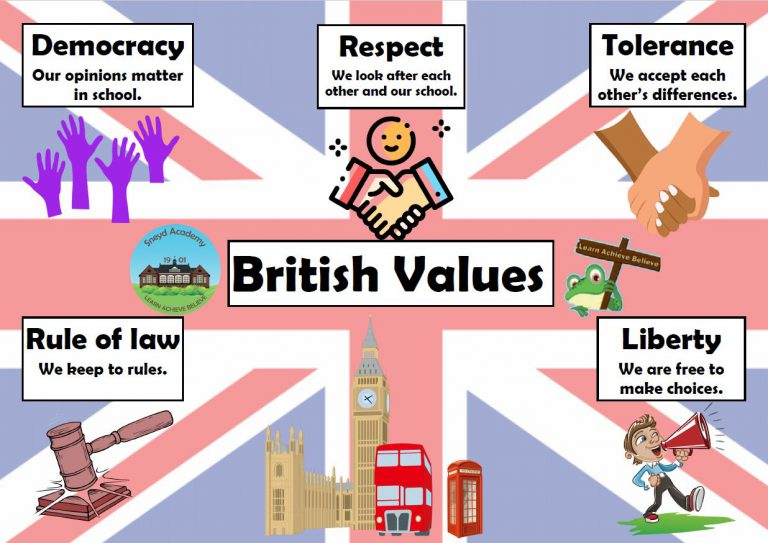 Democracy
Our opinions matter
in school.
Respect
We look after each
other and our school.
Tolerance
We accept each
other's differences.
Sneyd Academy
19 01
LEARN ACHIEVE BELIEVE
British Values
Learn Achieve Believe
Rule of law
We keep to rules.
Liberty
We are free to
make choices.